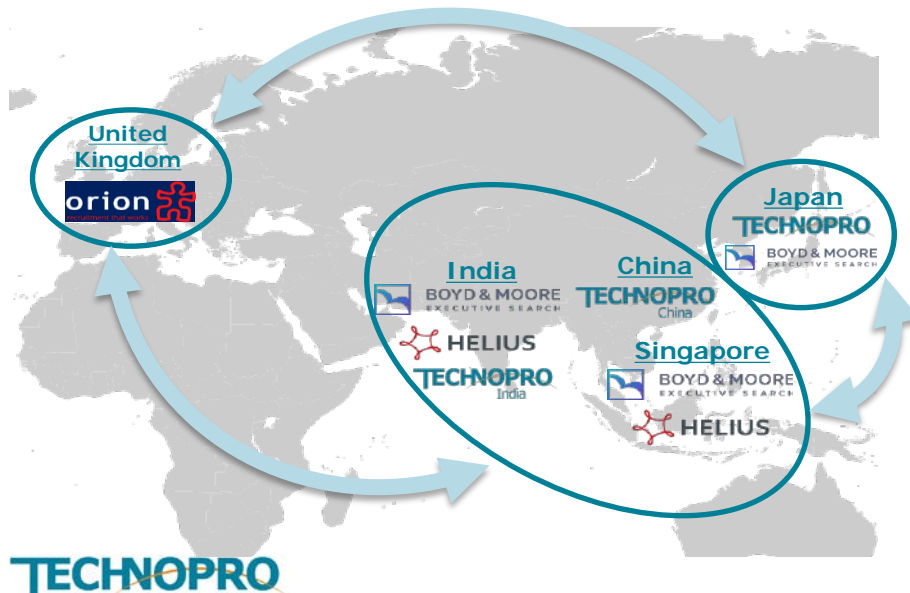 United
Kingdom
orion
recruitment that works
Japan
TECHNOPRO
BOYD & MOORE
EXECUTIVE SEARCH
India
BOYD & MOORE
EXECUTIVE SEARCH
HELIUS
TECHNOPRO
India
China
TECHNOPRO
China
Singapore
BOYD & MOORE
EXECUTIVE SEARCH
HELIUS
TECHNOPRO